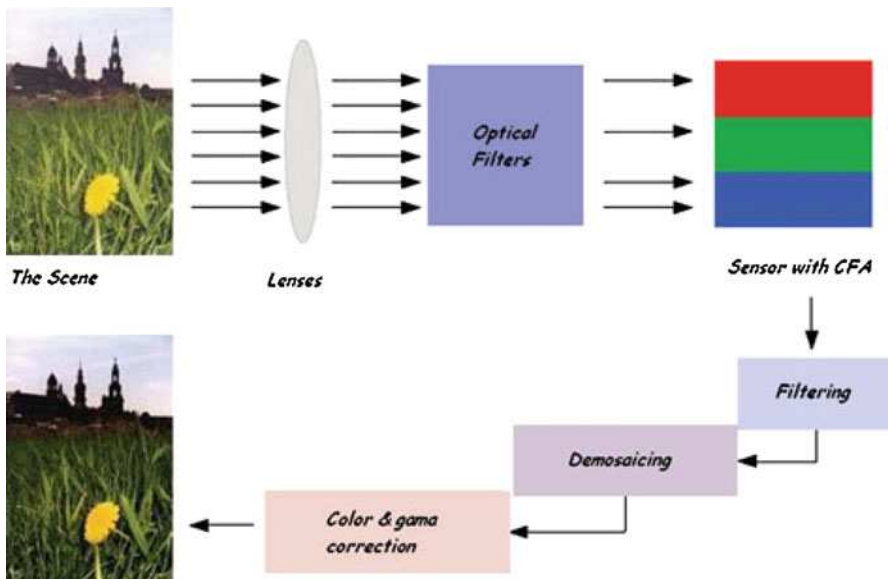 Optical
Filters
The Scene
Lenses
Sensor with CFA
Filtering
Demosaicing
Color & gama
correction